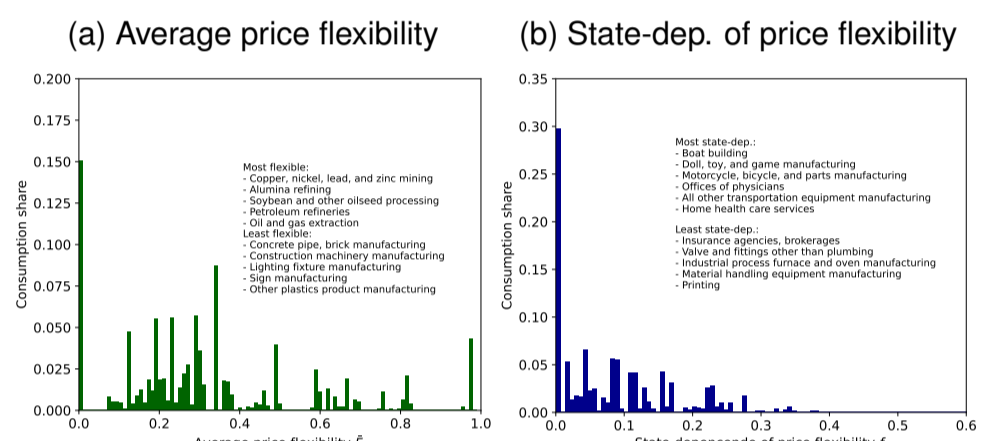 (a) Average price flexibility
0.200
0.175
0.150
0.125
0.100
0.075
0.050
0.025
0.000
Consumption share
Most flexible:
- Copper, nickel, lead, and zinc mining
- Alumina refining
- Soybean and other oilseed processing
- Petroleum refineries
- Oil and gas extraction
Least flexible:
- Concrete pipe, brick manufacturing
- Construction machinery manufacturing
- Lighting fixture manufacturing
- Sign manufacturing
- Other plastics product manufacturing
0.0 0.2 0.4 0.6 0.8 1.0
Average price flexibility
(b) State-dep. of price flexibility
0.35
0.30
0.25
0.20
0.15
0.10
0.05
0.00
Consumption share
Most state-dep.:
- Boat building
- Doll, toy, and game manufacturing
- Motorcycle, bicycle, and parts manufacturing
- Offices of physicians
- All other transportation equipment manufacturing
- Home health care services
Least state-dep.:
- Insurance agencies, brokerages
- Valve and fittings other than plumbing
- Industrial process furnace and oven manufacturing
- Material handling equipment manufacturing
- Printing
0.0 0.1 0.2 0.3 0.4 0.5 0.6
of price flexibility